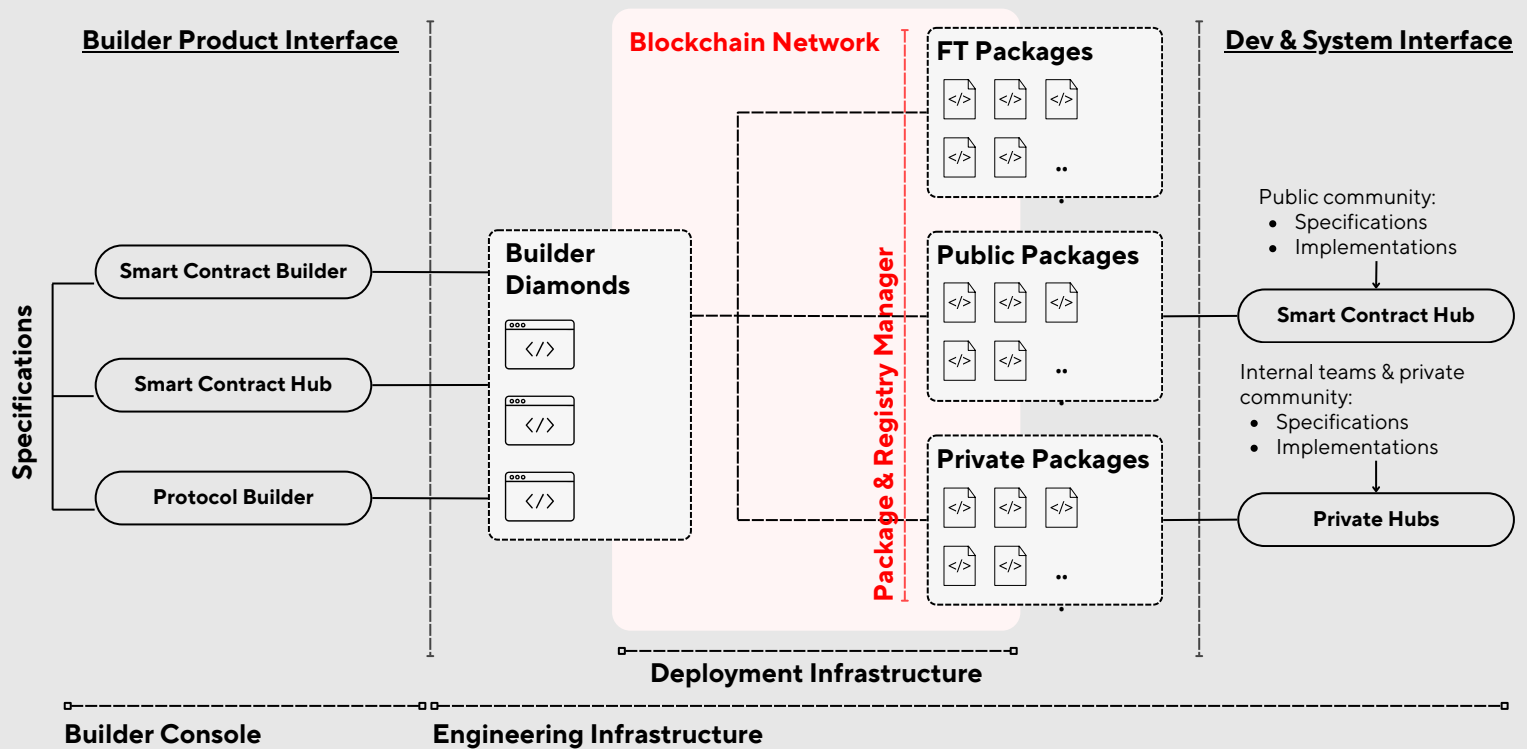 Builder Product Interface
Blockchain Network
Dev & System Interface
Specifications
Smart Contract Builder
Smart Contract Hub
Protocol Builder
Builder
Diamonds
</>
</>
</>
Package & Registry Manager
FT Packages
</> </> </>
</> </> ...
Public Packages
</> </> </>
</> </> ...
Private Packages
</> </> </>
</> </> ...
Public community:
• Specifications
• Implementations
Smart Contract Hub
Internal teams & private
community:
• Specifications
• Implementations
Private Hubs
Deployment Infrastructure
Builder Console
Engineering Infrastructure